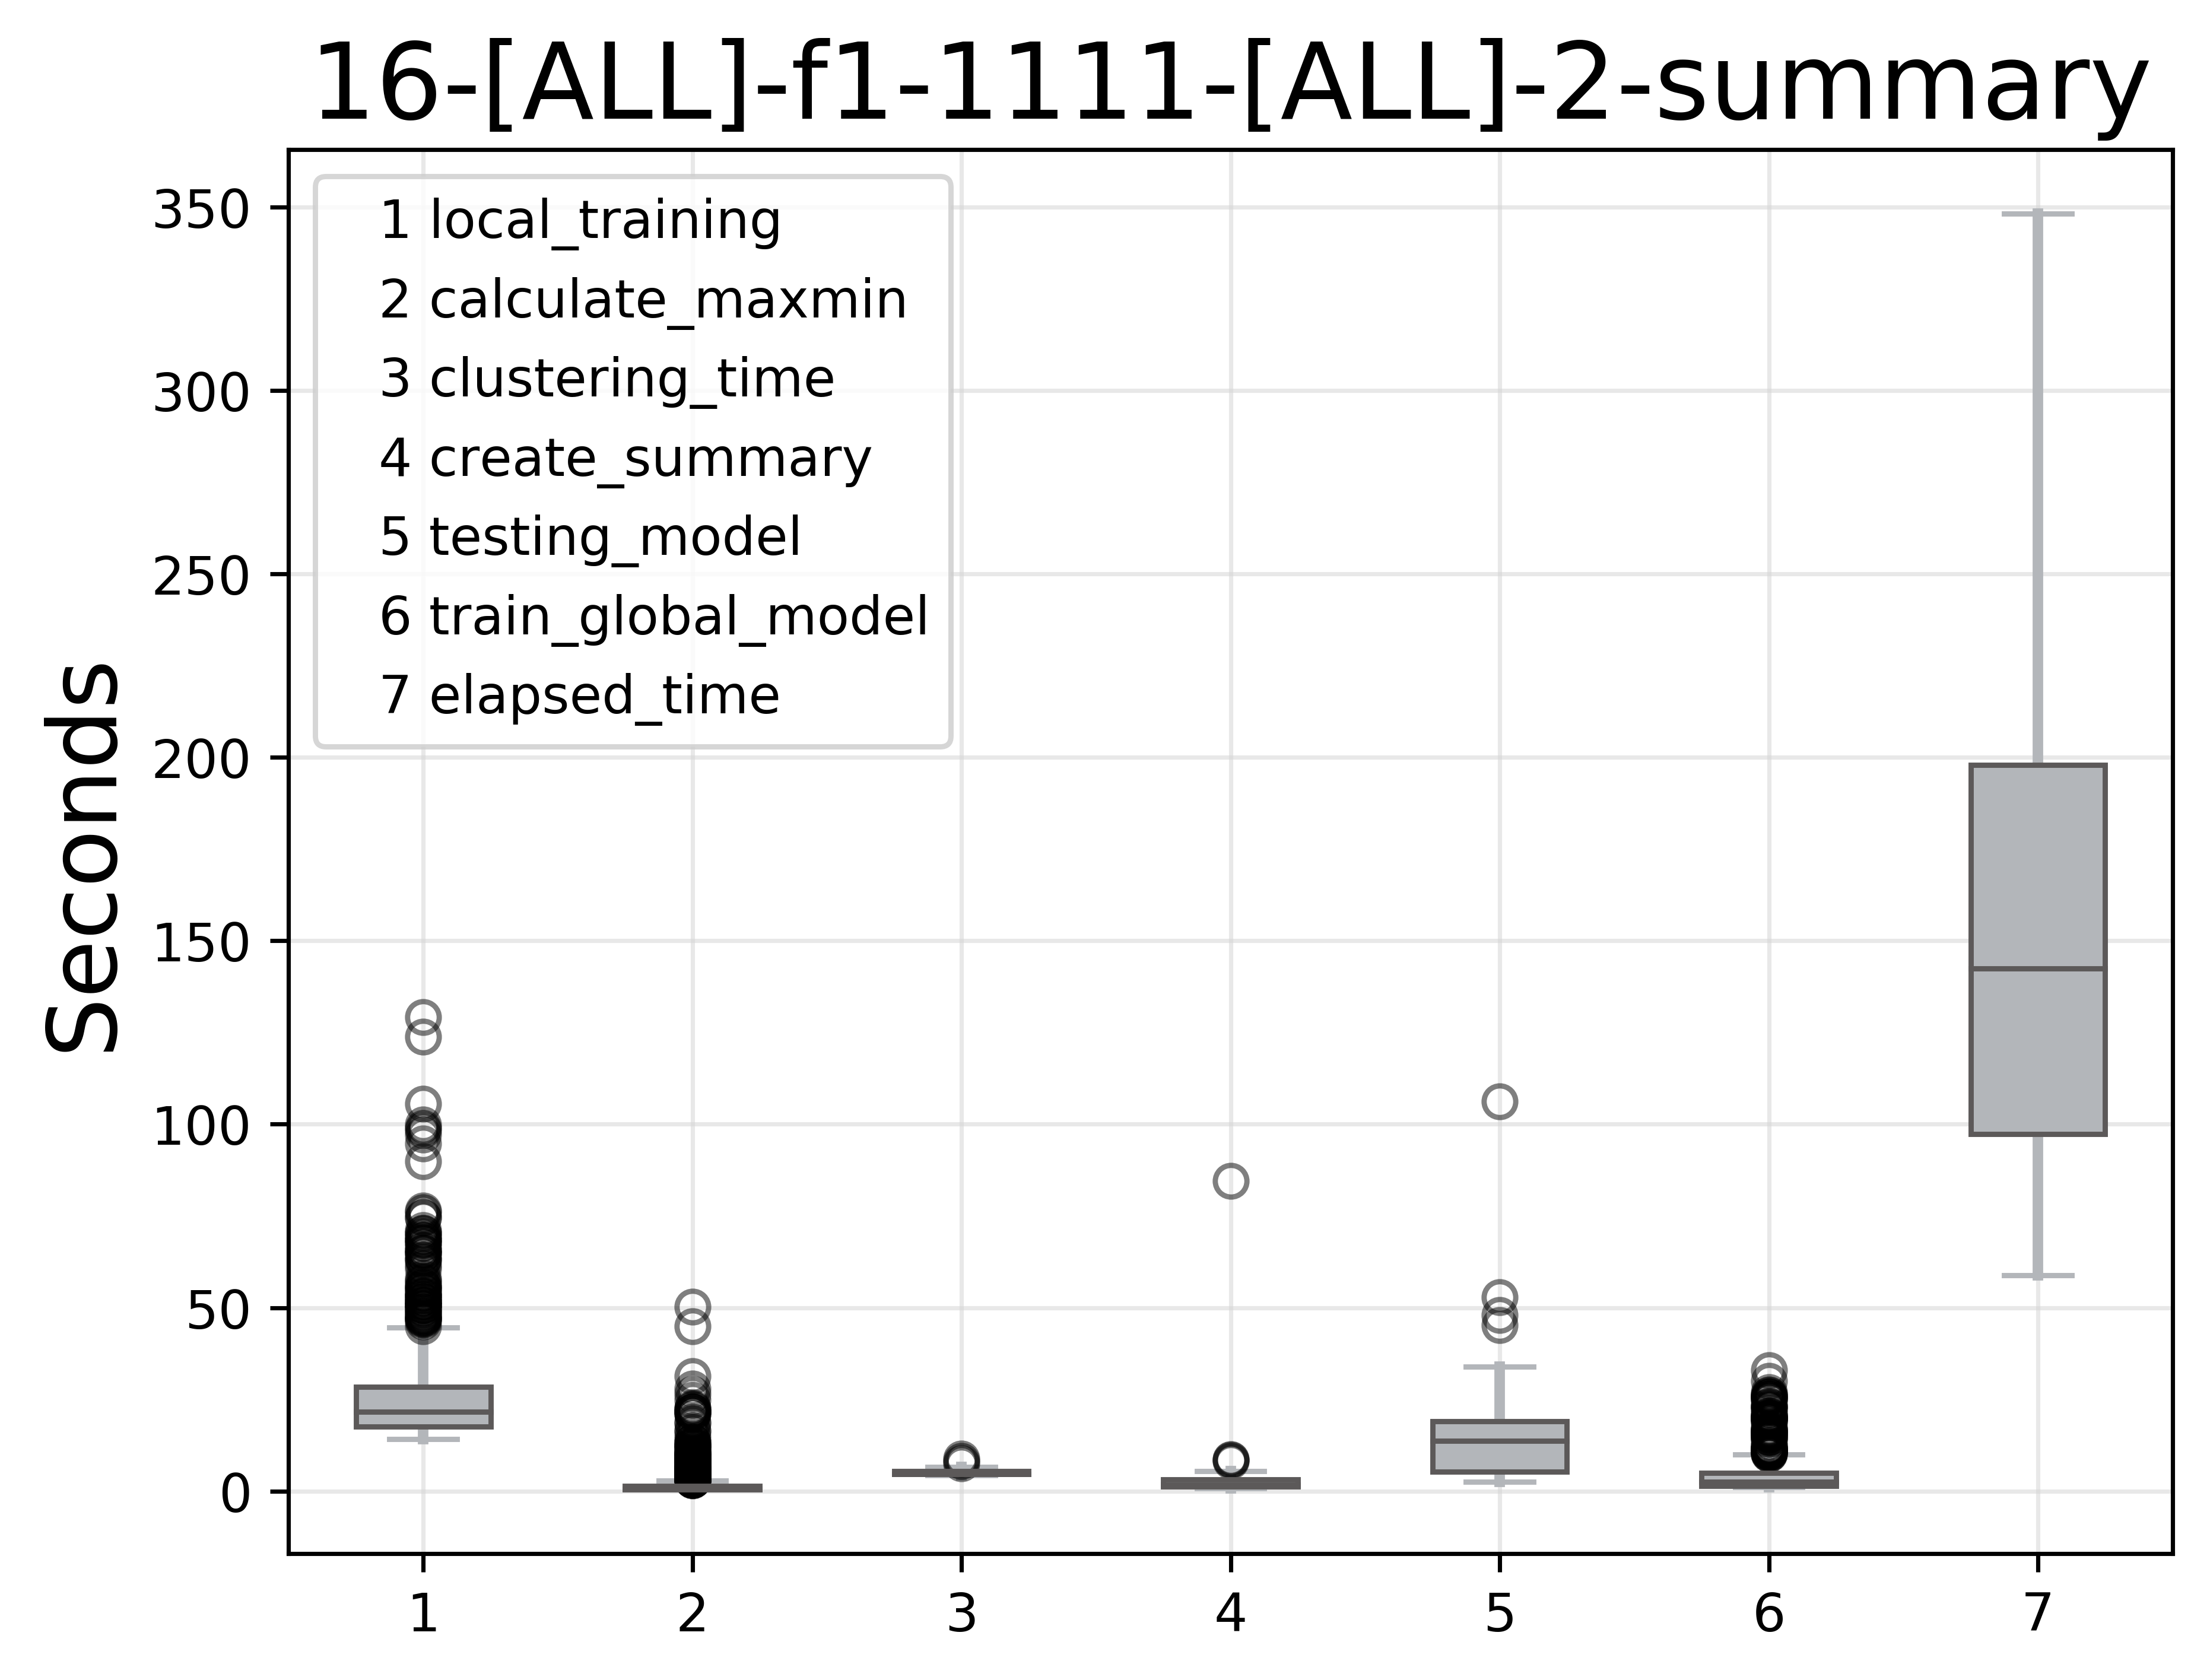 16-[ALL]-f1-1111-[ALL]-2-summary
350
300
250
200
150
100
50
0
Seconds
1 local_training
2 calculate_maxmin
3 clustering_time
4 create_summary
5 testing_model
6 train_global_model
7 elapsed_time
1 2 3 4 5 6 7